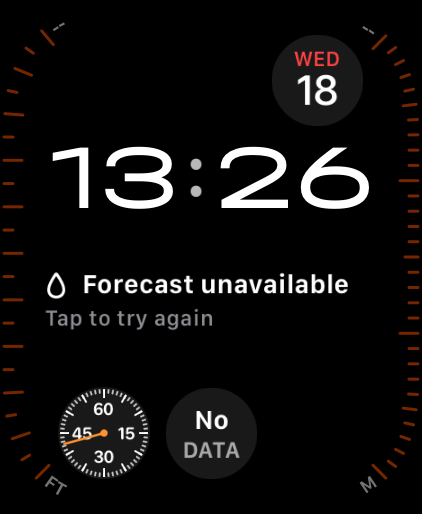 --
--
WED
18
13:26
Forecast unavailable
Tap to try again
60
45 15
30
No
DATA
FT
M